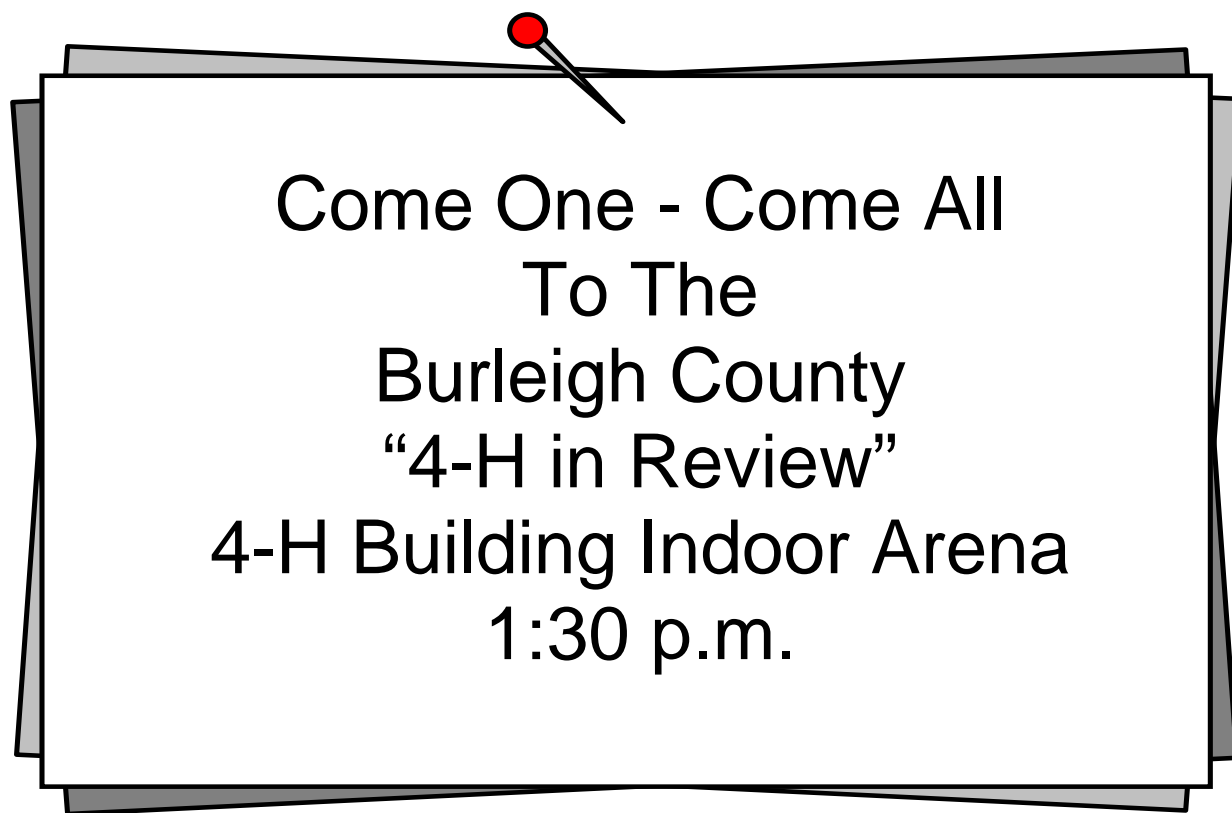 Come One - Come All
To The
Burleigh County
“4-H in Review”
4-H Building Indoor Arena
1:30 p.m.